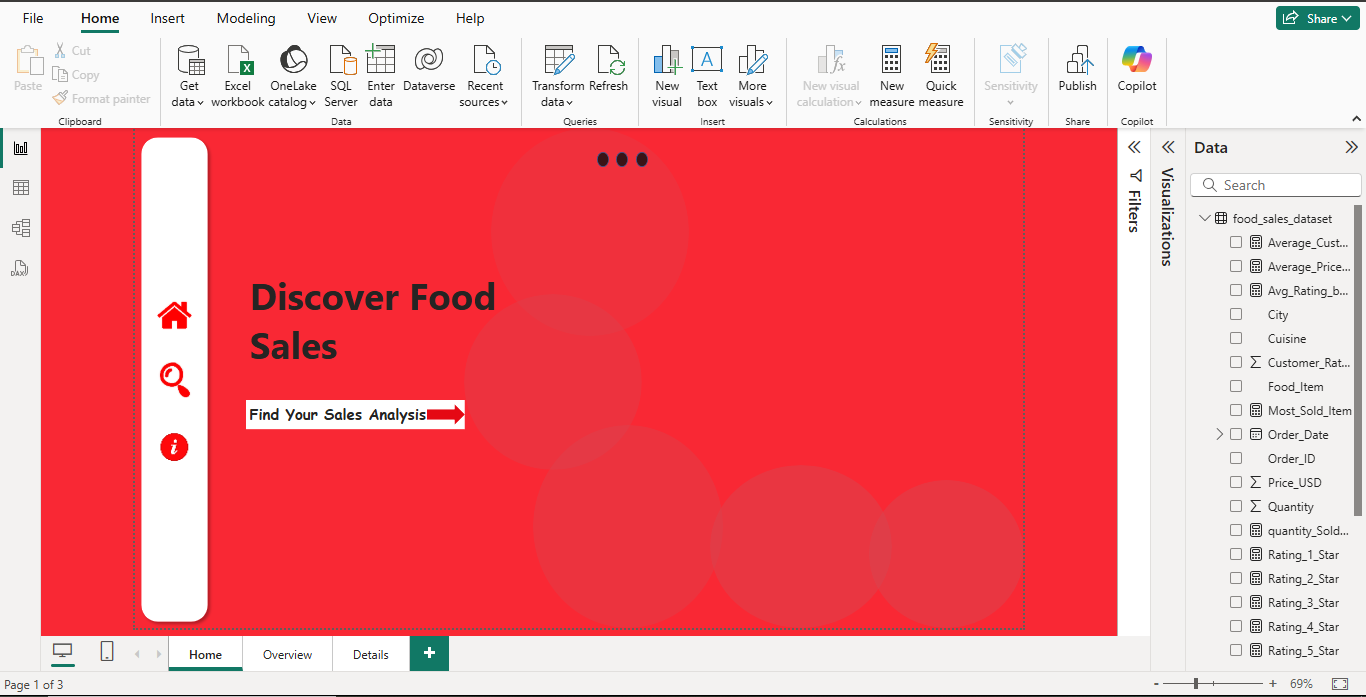 File Home Insert Modeling View Optimize Help Share
Paste
Cut
Copy
Format painter
Clipboard
Get data
Excel workbook
OneLake catalog
SQL Server
Enter data
Dataverse
Recent sources
Data
Transform data
Refresh
Queries
New visual
Text box
More visuals
Insert
New visual calculation
New measure
Quick measure
Calculations
Sensitivity
Sensitivity
Publish
Share
Copilot
Copilot
Discover Food
Sales
Find Your Sales Analysis
Filters
Visualizations
Data
Search
food_sales_dataset
Average_Cust...
Average_Price...
Avg_Rating_b...
City
Cuisine
Customer_Rat...
Food_Item
Most_Sold_Item
Order_Date
Order_ID
Price_USD
Quantity
quantity_Sold...
Rating_1_Star
Rating_2_Star
Rating_3_Star
Rating_4_Star
Rating_5_Star
Home Overview Details +
Page 1 of 3
- + 69%